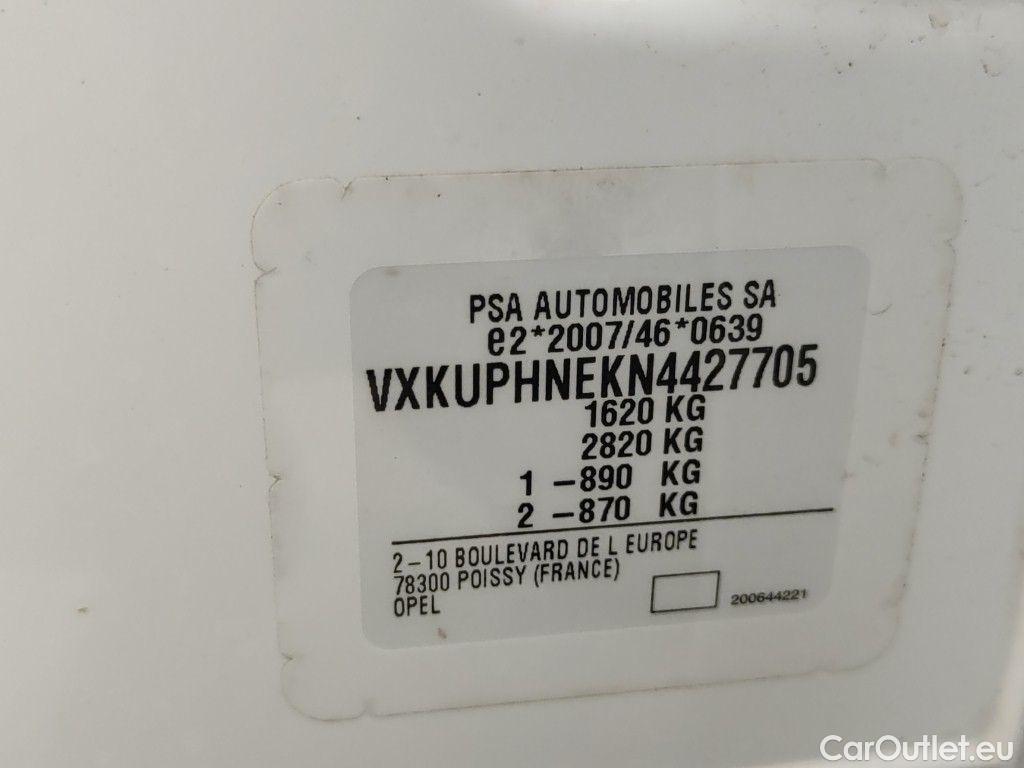 PSA AUTOMOBILES SA
e2*2007/46*0639
VXKUPHNEKN4427705
1620 KG
2820 KG
1 –890 KG
2 –870 KG
2–10 BOULEVARD DE L EUROPE
78300 POISSY (FRANCE)
OPEL
200644221
CarOutlet.eu